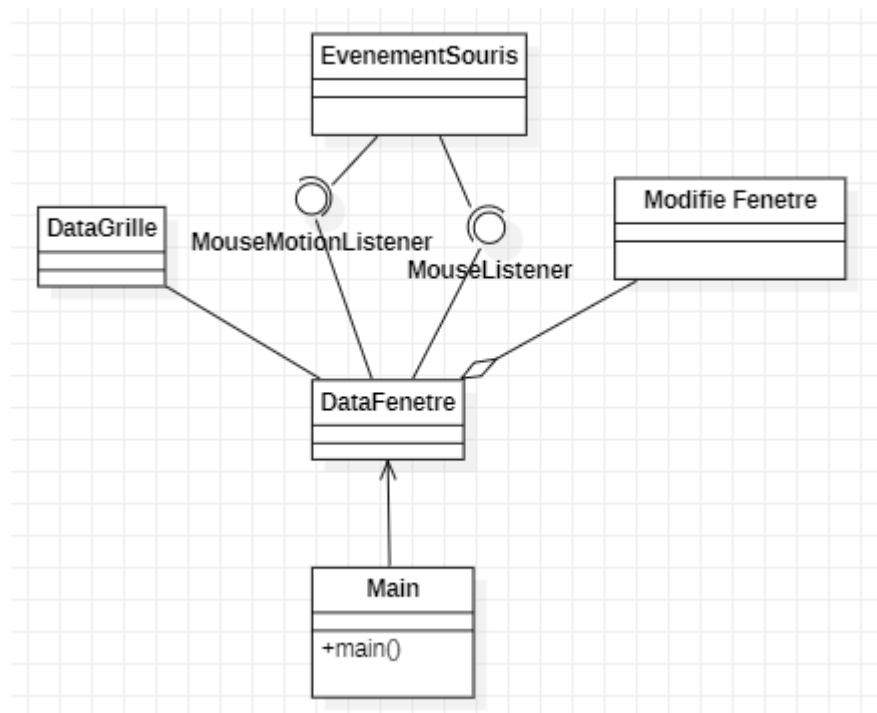 EvenementSouris
Modifie Fenetre
DataGrille
MouseMotionListener
MouseListener
DataFenetre
Main
+main()